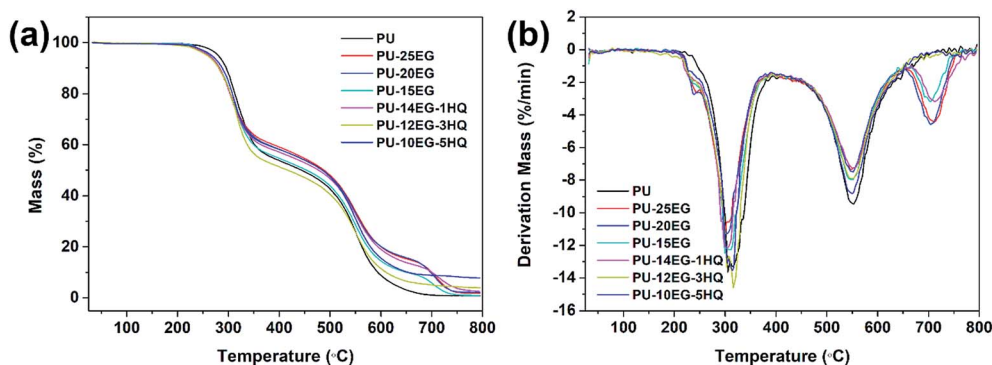 (a)
100
80
60
40
20
0
Mass (%)
PU
PU-25EG
PU-20EG
PU-15EG
PU-14EG-1HQ
PU-12EG-3HQ
PU-10EG-5HQ
100 200 300 400 500 600 700 800
Temperature (°C)
(b)
2
0
-2
-4
-6
-8
-10
-12
-14
-16
Derivation Mass (%/min)
PU
PU-25EG
PU-20EG
PU-15EG
PU-14EG-1HQ
PU-12EG-3HQ
PU-10EG-5HQ
0 100 200 300 400 500 600 700 800
Temperature (°C)